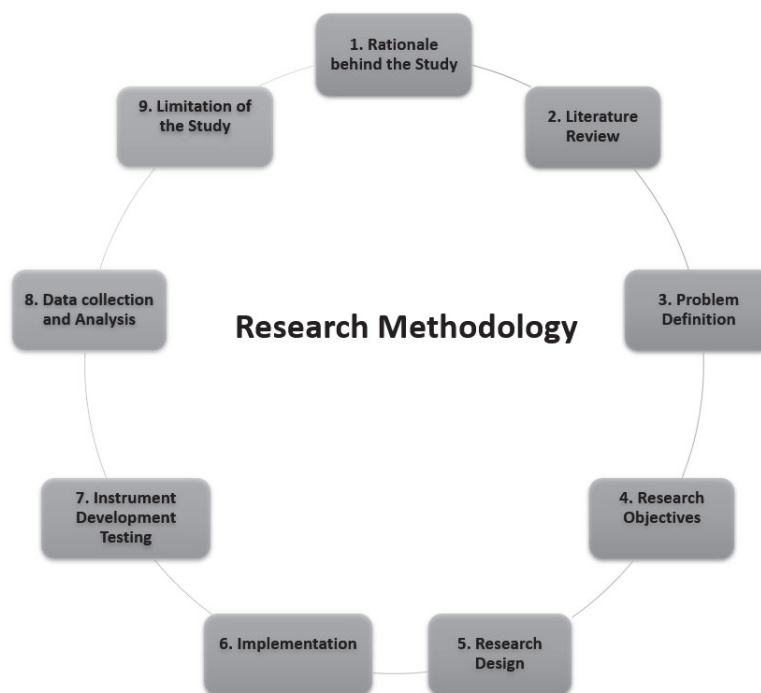 1. Rationale
behind the Study
2. Literature
Review
3. Problem
Definition
4. Research
Objectives
5. Research
Design
6. Implementation
7. Instrument
Development
Testing
8. Data collection
and Analysis
9. Limitation of
the Study
Research Methodology